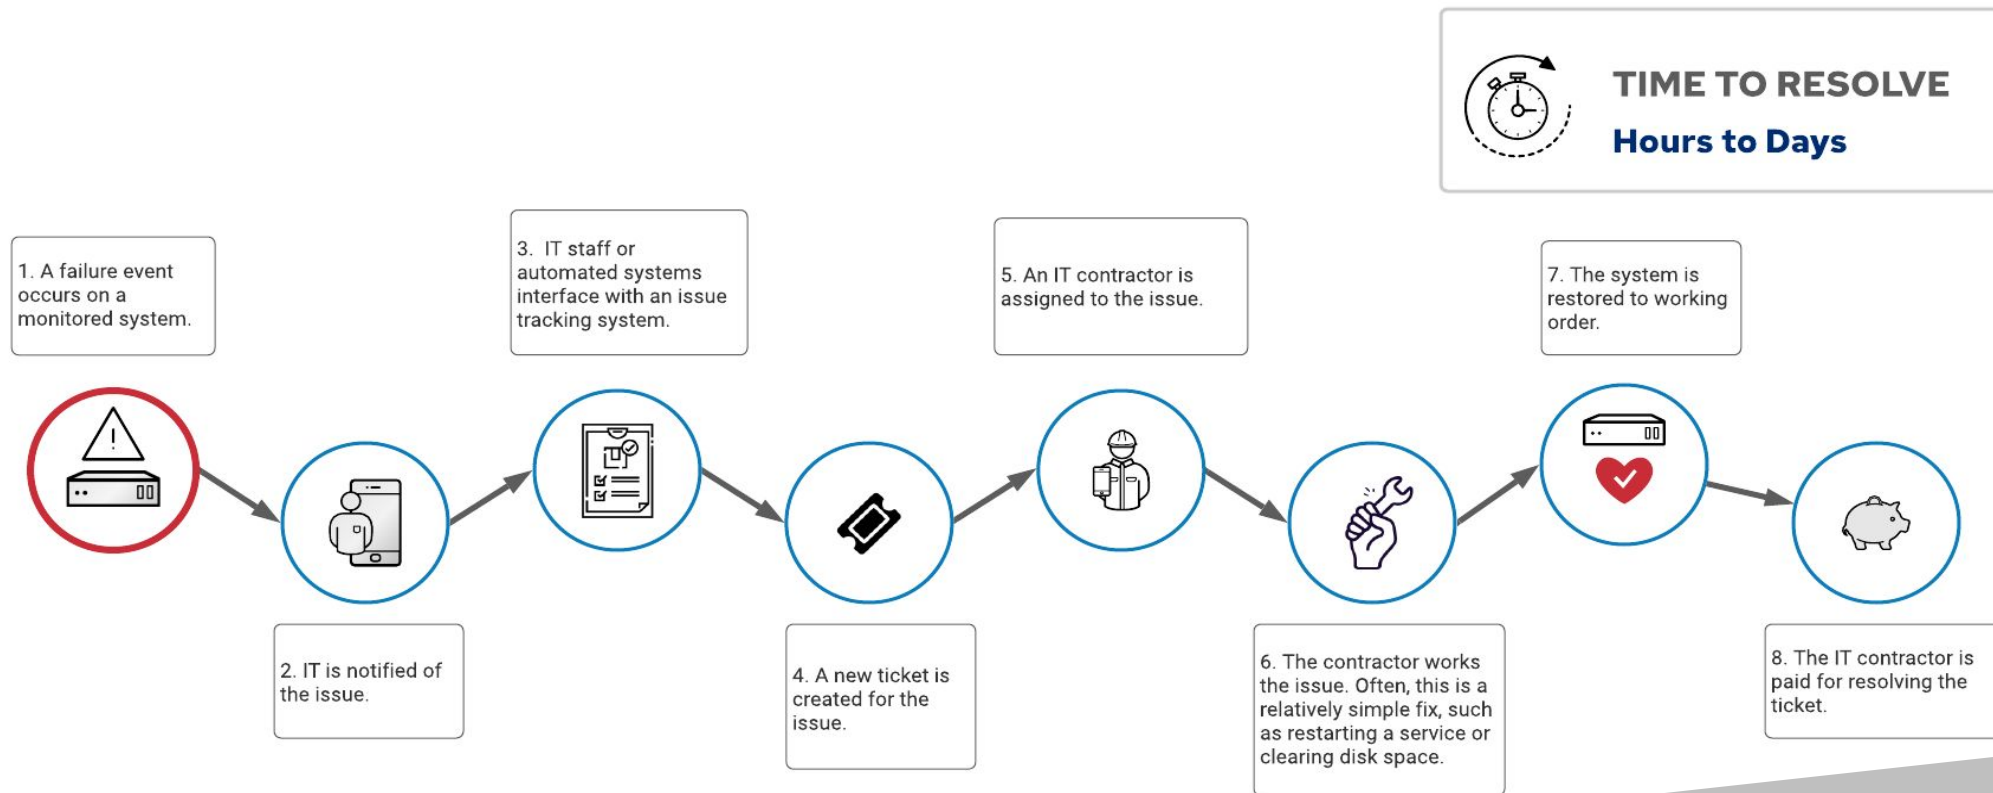 TIME TO RESOLVE
Hours to Days
1. A failure event
occurs on a
monitored system.
2. IT is notified of
the issue.
3. IT staff or
automated systems
interface with an issue
tracking system.
4. A new ticket is
created for the
issue.
5. An IT contractor is
assigned to the issue.
6. The contractor works
the issue. Often, this is a
relatively simple fix, such
as restarting a service or
clearing disk space.
7. The system is
restored to working
order.
8. The IT contractor is
paid for resolving the
ticket.